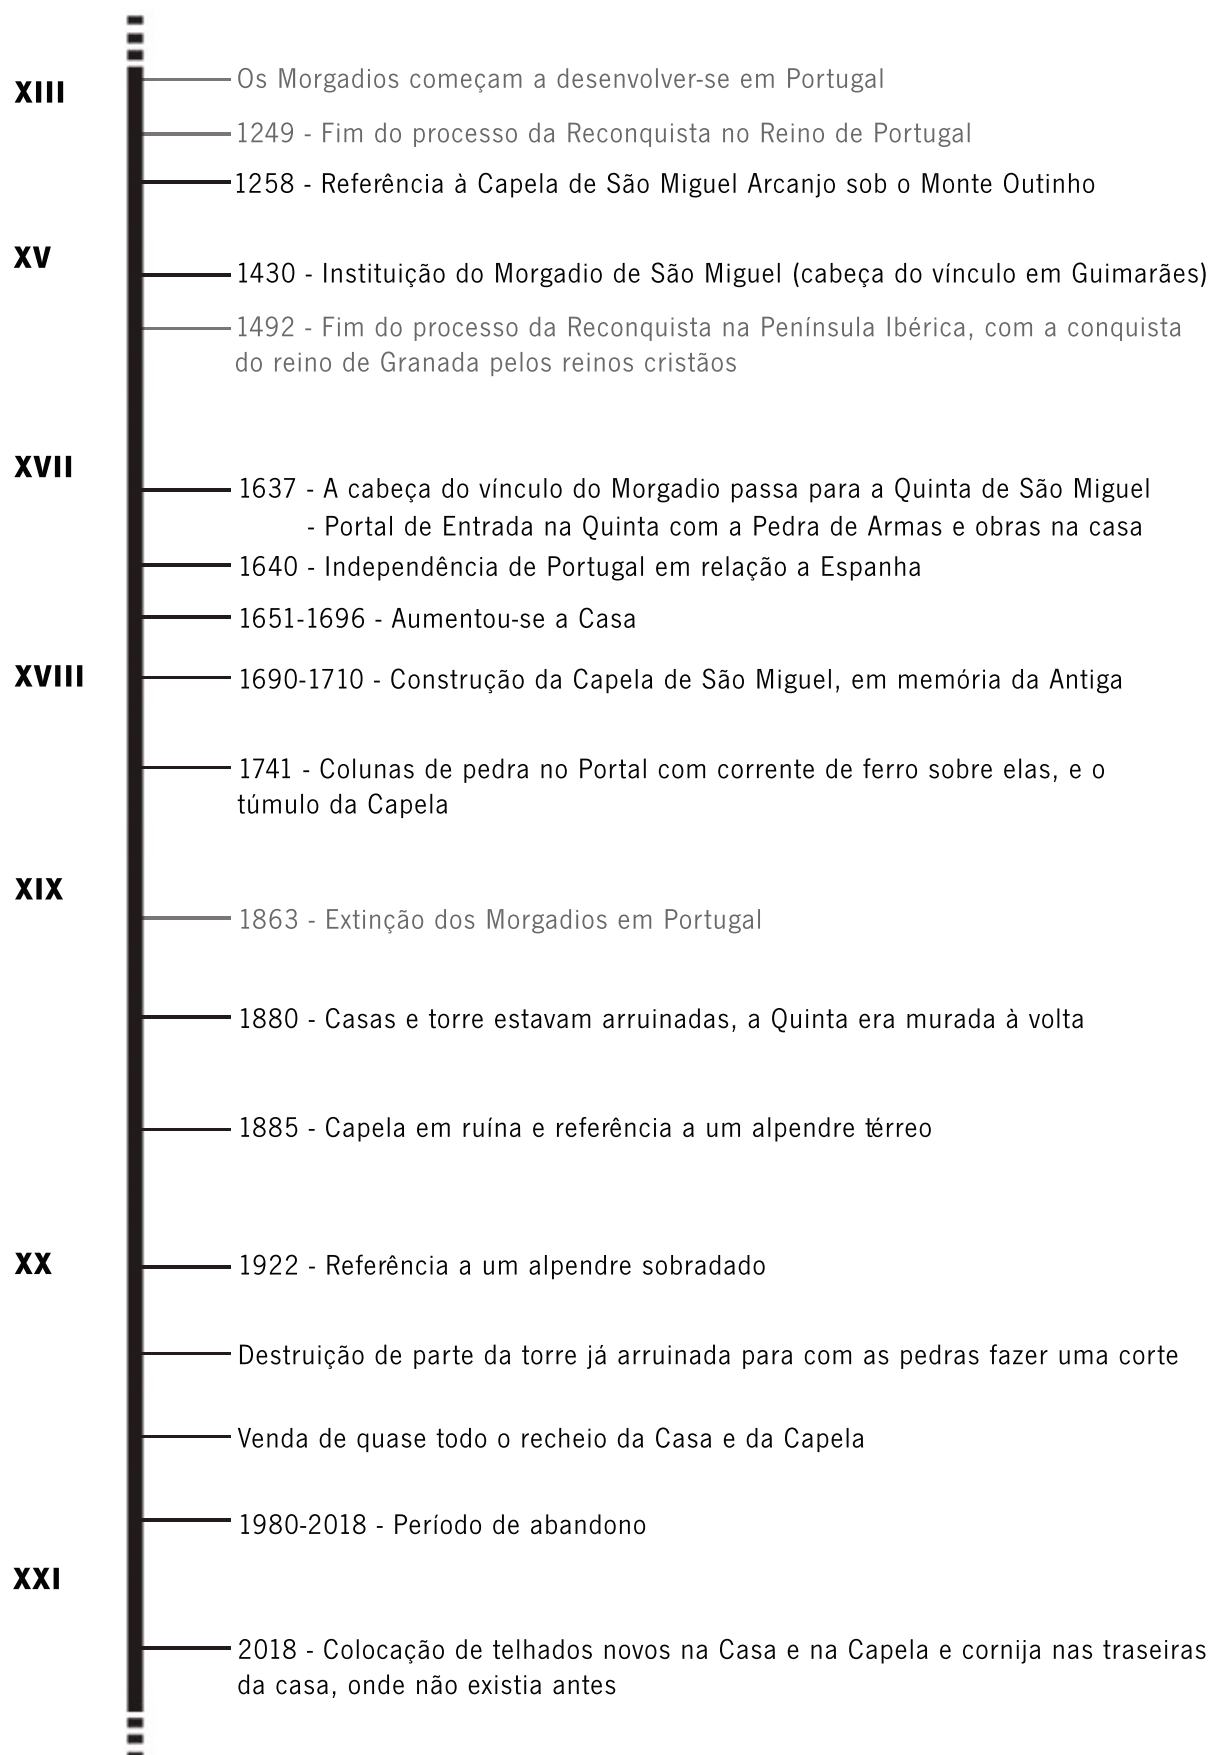 XIII
Os Morgadios começam a desenvolver-se em Portugal
1249 - Fim do processo da Reconquista no Reino de Portugal
1258 - Referência à Capela de São Miguel Arcanjo sob o Monte Outinho
XV
1430 - Instituição do Morgadio de São Miguel (cabeça do vínculo em Guimarães)
1492 - Fim do processo da Reconquista na Península Ibérica, com a conquista
do reino de Granada pelos reinos cristãos
XVII
1637 - A cabeça do vínculo do Morgadio passa para a Quinta de São Miguel
- Portal de Entrada na Quinta com a Pedra de Armas e obras na casa
1640 - Independência de Portugal em relação a Espanha
1651-1696 - Aumentou-se a Casa
XVIII
1690-1710 - Construção da Capela de São Miguel, em memória da Antiga
1741 - Colunas de pedra no Portal com corrente de ferro sobre elas, e o
túmulo da Capela
XIX
1863 - Extinção dos Morgadios em Portugal
1880 - Casas e torre estavam arruinadas, a Quinta era murada à volta
1885 - Capela em ruína e referência a um alpendre térreo
XX
1922 - Referência a um alpendre sobradado
Destruição de parte da torre já arruinada para com as pedras fazer uma corte
Venda de quase todo o recheio da Casa e da Capela
1980-2018 - Período de abandono
XXI
2018 - Colocação de telhados novos na Casa e na Capela e cornija nas traseiras
da casa, onde não existia antes